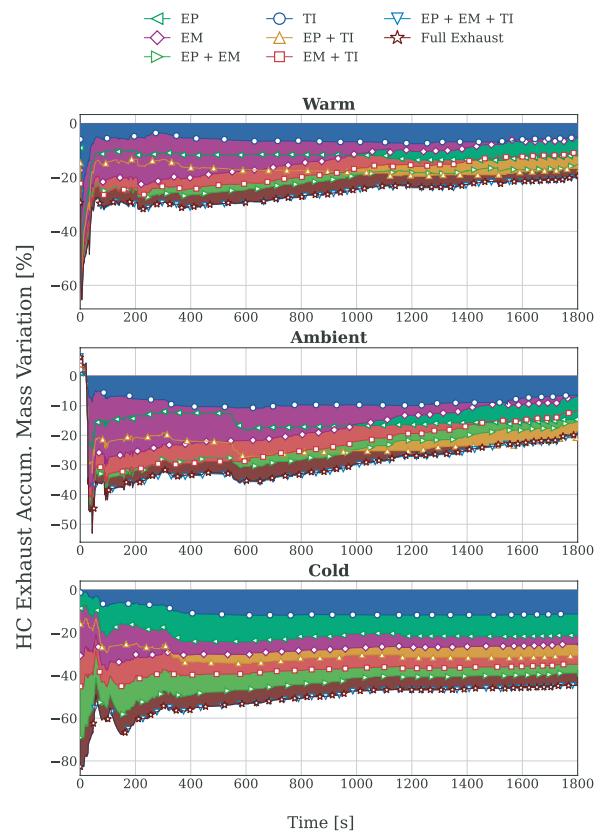 EP
TI
EP + EM + TI
EM
EP + TI
Full Exhaust
EP + EM
EM + TI
Warm
0
−20
−40
−60
0 200 400 600 800 1000 1200 1400 1600 1800
Ambient
0
−10
−20
−30
−40
−50
0 200 400 600 800 1000 1200 1400 1600 1800
Cold
0
−20
−40
−60
−80
0 200 400 600 800 1000 1200 1400 1600 1800
HC Exhaust Accum. Mass Variation [%]
Time [s]